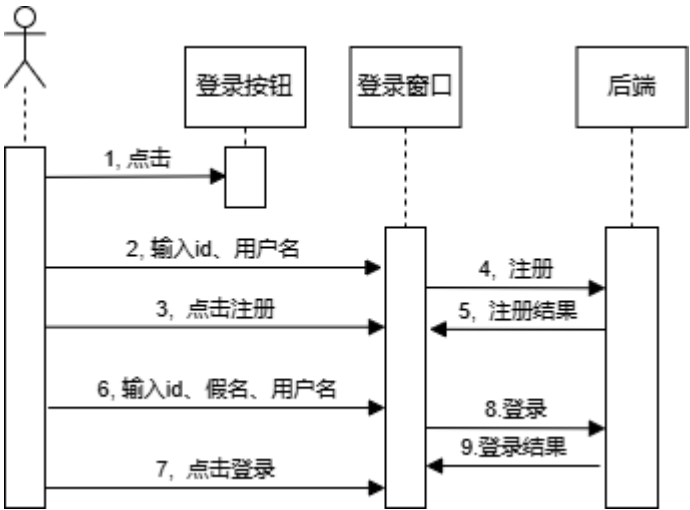 登录按钮
登录窗口
后端
1, 点击
2, 输入id、用户名
4, 注册
3, 点击注册
5, 注册结果
6, 输入id、假名、用户名
8.登录
9.登录结果
7, 点击登录